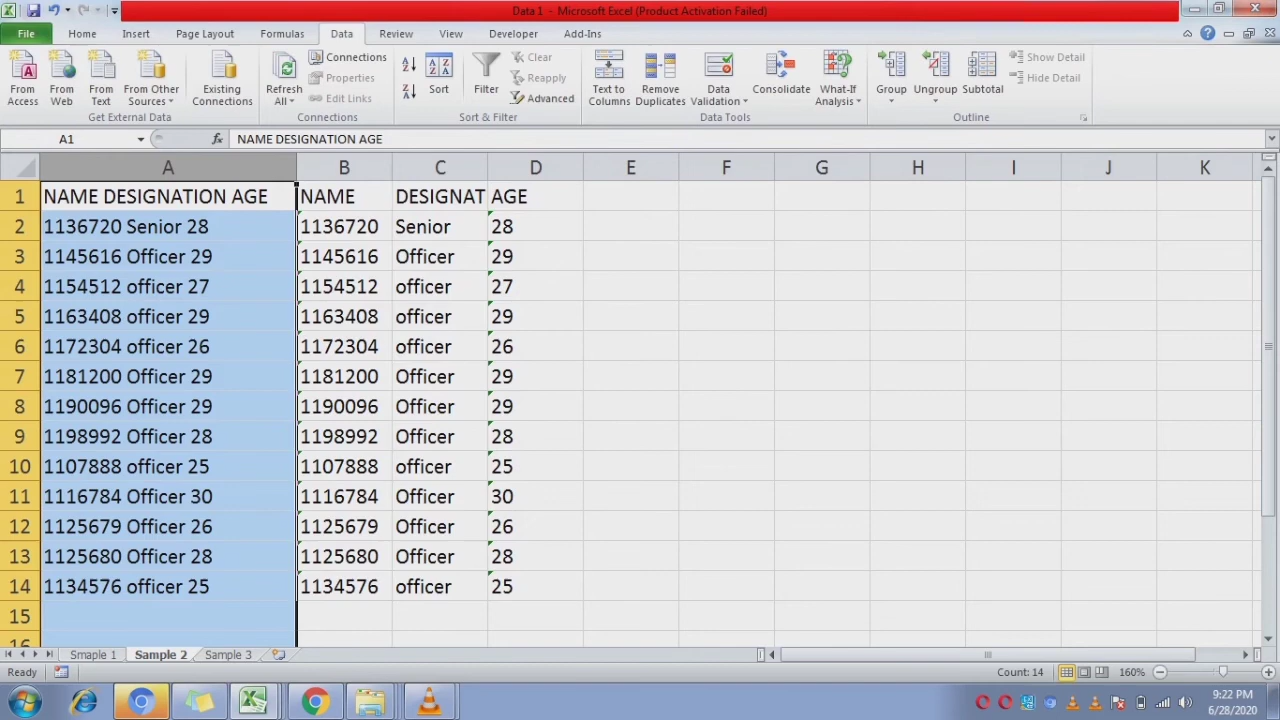 Data 1 - Microsoft Excel (Product Activation Failed)
File Home Insert Page Layout Formulas Data Review View Developer Add-Ins
From Access
From Web
From Text
From Other Sources
Existing Connections
Get External Data
Refresh All
Connections
Properties
Edit Links
Connections
Sort
Filter
Clear
Reapply
Advanced
Sort & Filter
Text to Columns
Remove Duplicates
Data Validation
Consolidate
What-If Analysis
Data Tools
Group
Ungroup
Subtotal
Show Detail
Hide Detail
Outline
A1 fx NAME DESIGNATION AGE
A B C D E F G H I J K
1 NAME DESIGNATION AGE NAME DESIGNAT AGE
2 1136720 Senior 28 1136720 Senior 28
3 1145616 Officer 29 1145616 Officer 29
4 1154512 officer 27 1154512 officer 27
5 1163408 officer 29 1163408 officer 29
6 1172304 officer 26 1172304 officer 26
7 1181200 Officer 29 1181200 Officer 29
8 1190096 Officer 29 1190096 Officer 29
9 1198992 Officer 28 1198992 Officer 28
10 1107888 officer 25 1107888 officer 25
11 1116784 Officer 30 1116784 Officer 30
12 1125679 Officer 26 1125679 Officer 26
13 1125680 Officer 28 1125680 Officer 28
14 1134576 officer 25 1134576 officer 25
15
16
Smaple 1 Sample 2 Sample 3
Ready Count: 14 160%
9:22 PM
6/28/2020